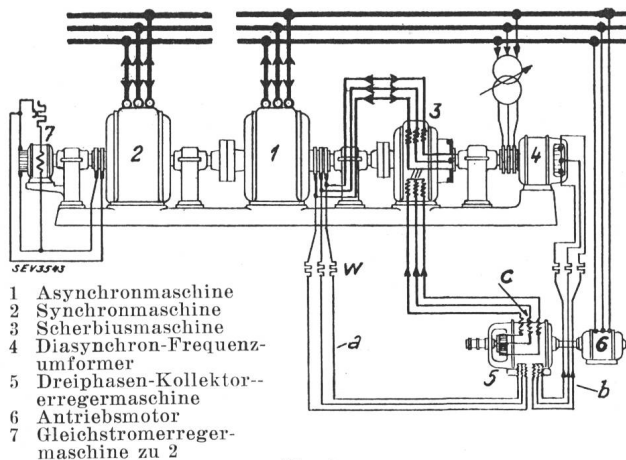 3
7
2
1
4
SEV3543
W
C
a
5
6
b
1 Asynchronmaschine
2 Synchronmaschine
3 Scherbiusmaschine
4 Diasynchron-Frequenz-
umformer
5 Dreiphasen-Kollektor--
erregermaschine
6 Antriebsmotor
7 Gleichstromerreger-
maschine zu 2